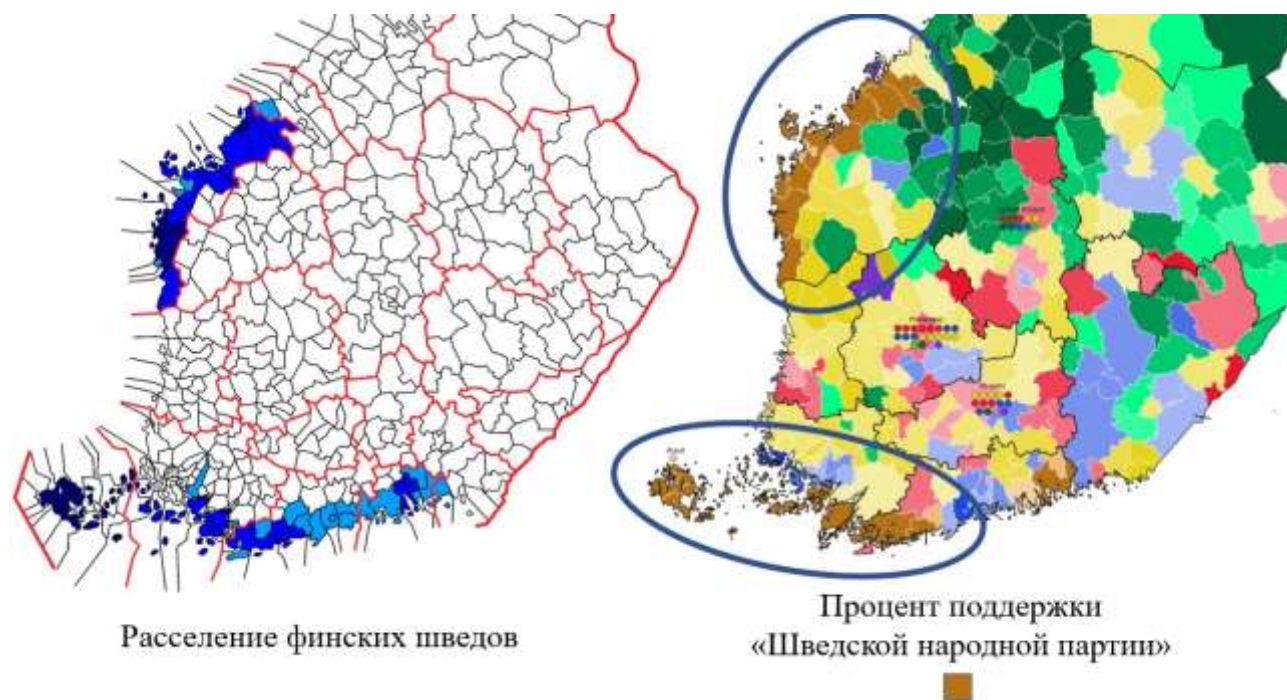 Расселение финских шведов
Процент поддержки
«Шведской народной партии»